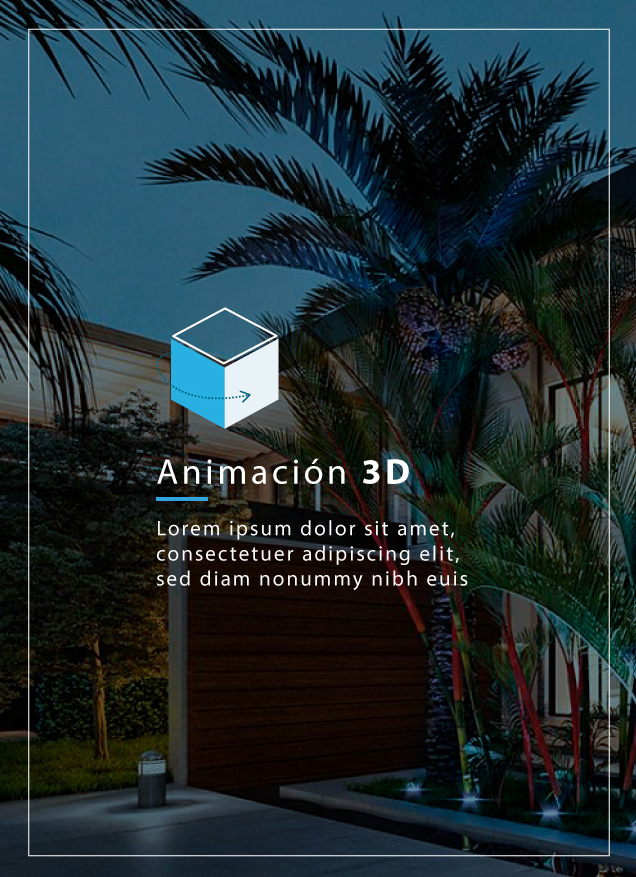 Animación 3D
Lorem ipsum dolor sit amet,
consectetuer adipiscing elit,
sed diam nonummy nibh euis